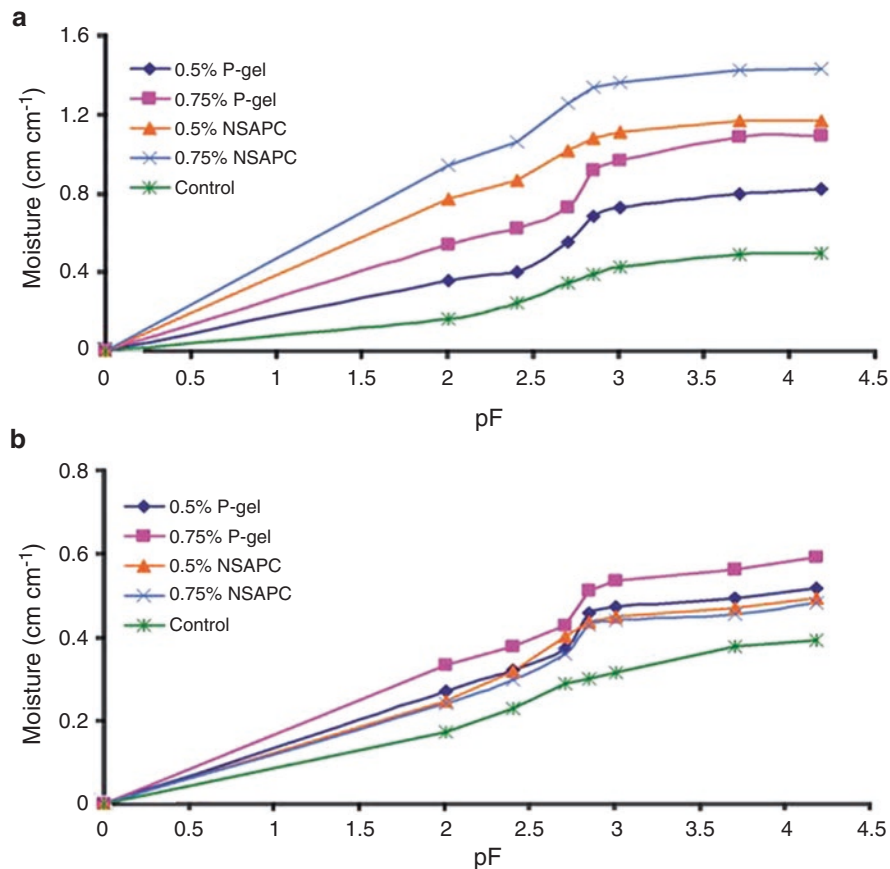 a
1.6
1.2
0.8
0.4
0
Moisture (cm cm⁻¹)
0.5% P-gel
0.75% P-gel
0.5% NSAPC
0.75% NSAPC
Control
0 0.5 1 1.5 2 2.5 3 3.5 4 4.5
pF
b
0.8
0.6
0.4
0.2
0
Moisture (cm cm⁻¹)
0.5% P-gel
0.75% P-gel
0.5% NSAPC
0.75% NSAPC
Control
0 0.5 1 1.5 2 2.5 3 3.5 4 4.5
pF